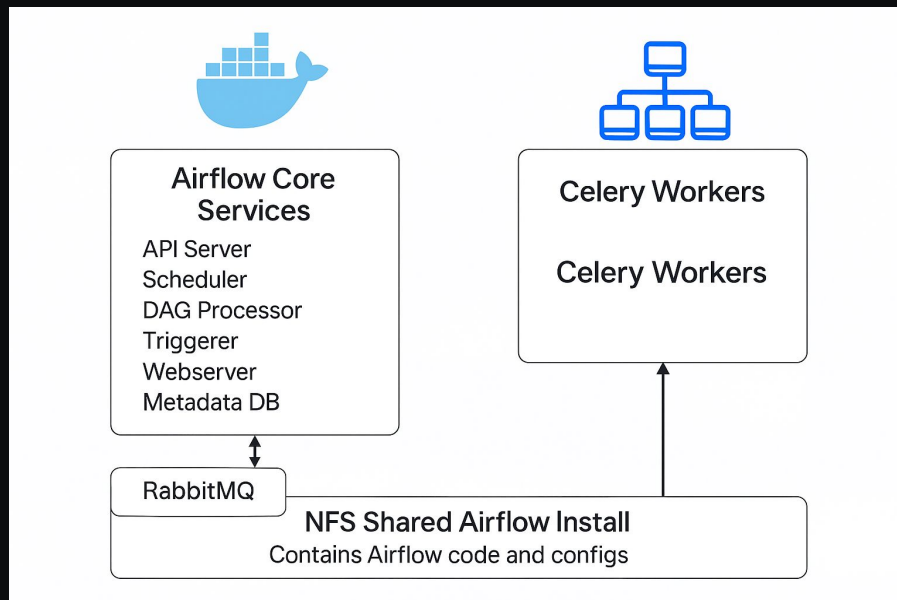 Airflow Core
Services
API Server
Scheduler
DAG Processor
Triggerer
Webserver
Metadata DB
Celery Workers
Celery Workers
RabbitMQ
NFS Shared Airflow Install
Contains Airflow code and configs